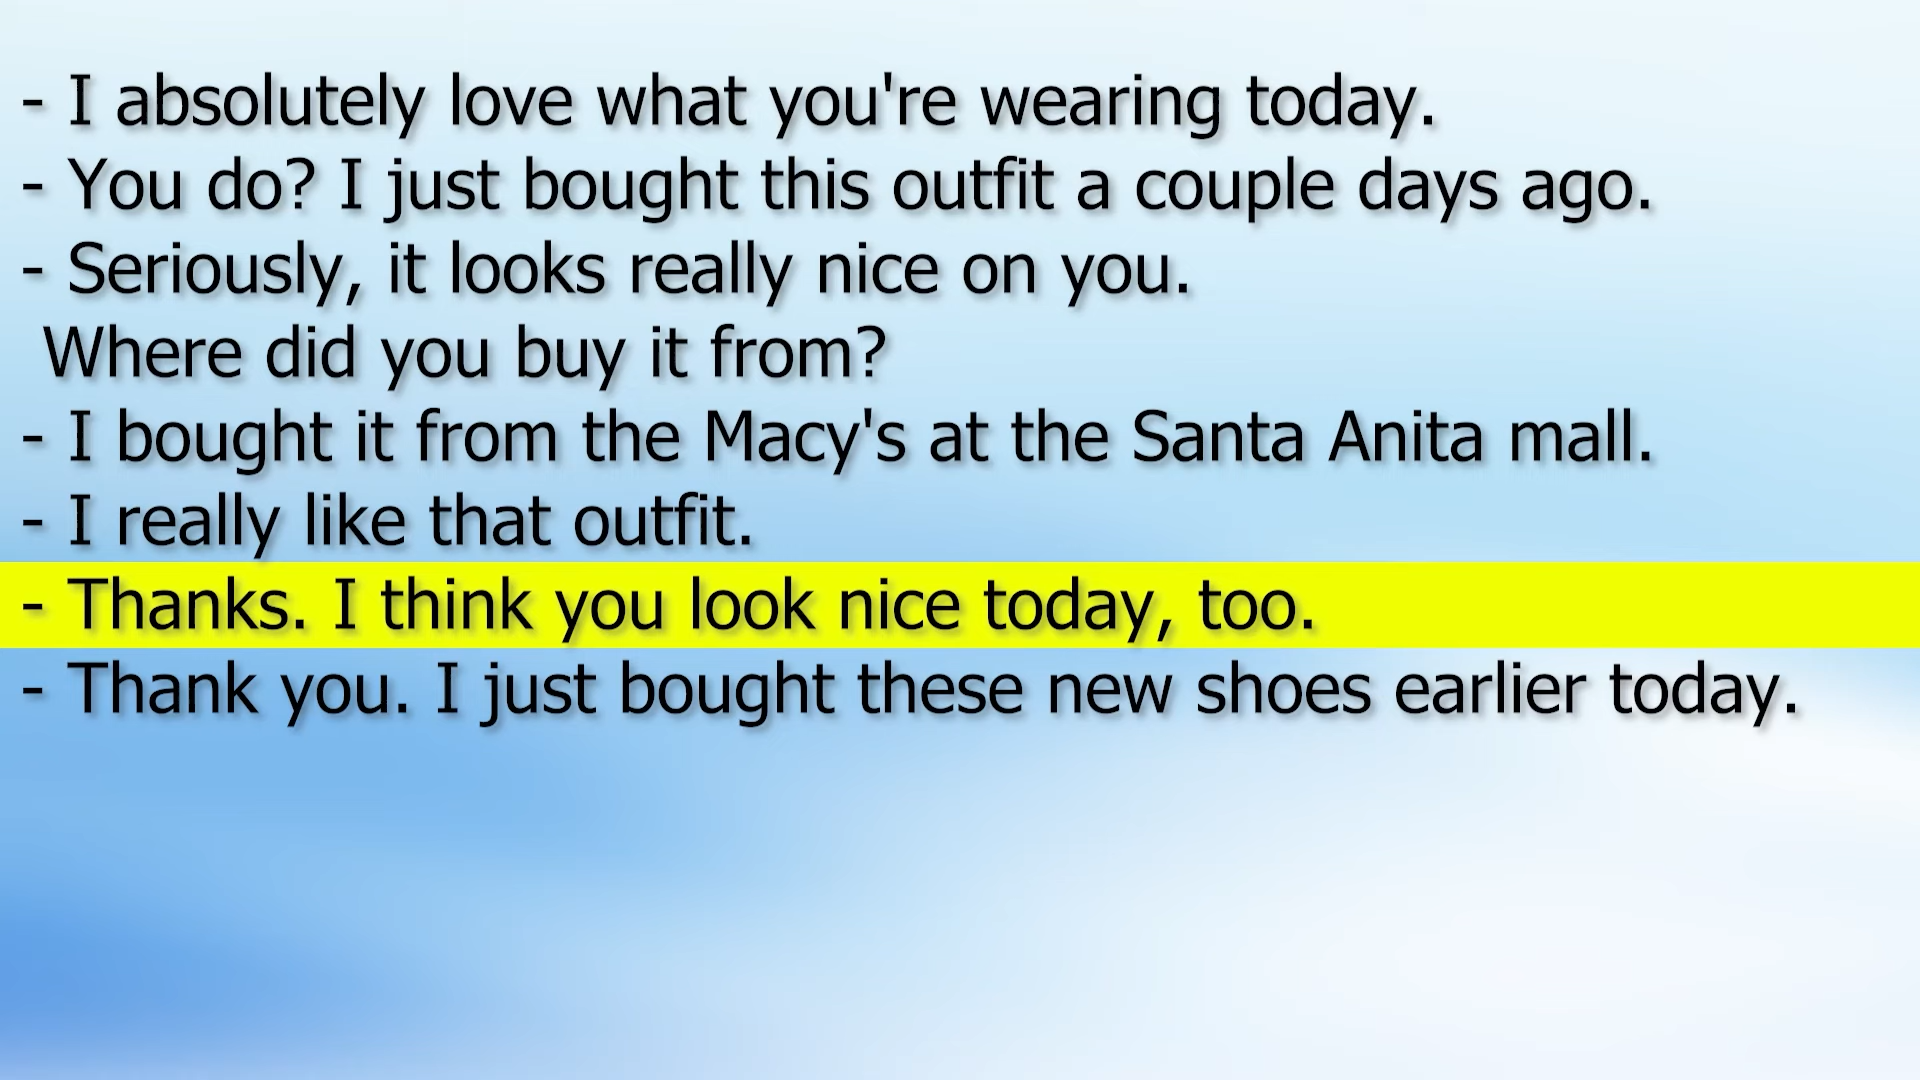 - I absolutely love what you're wearing today.
- You do? I just bought this outfit a couple days ago.
- Seriously, it looks really nice on you.
Where did you buy it from?
- I bought it from the Macy's at the Santa Anita mall.
- I really like that outfit.
- Thanks. I think you look nice today, too.
- Thank you. I just bought these new shoes earlier today.